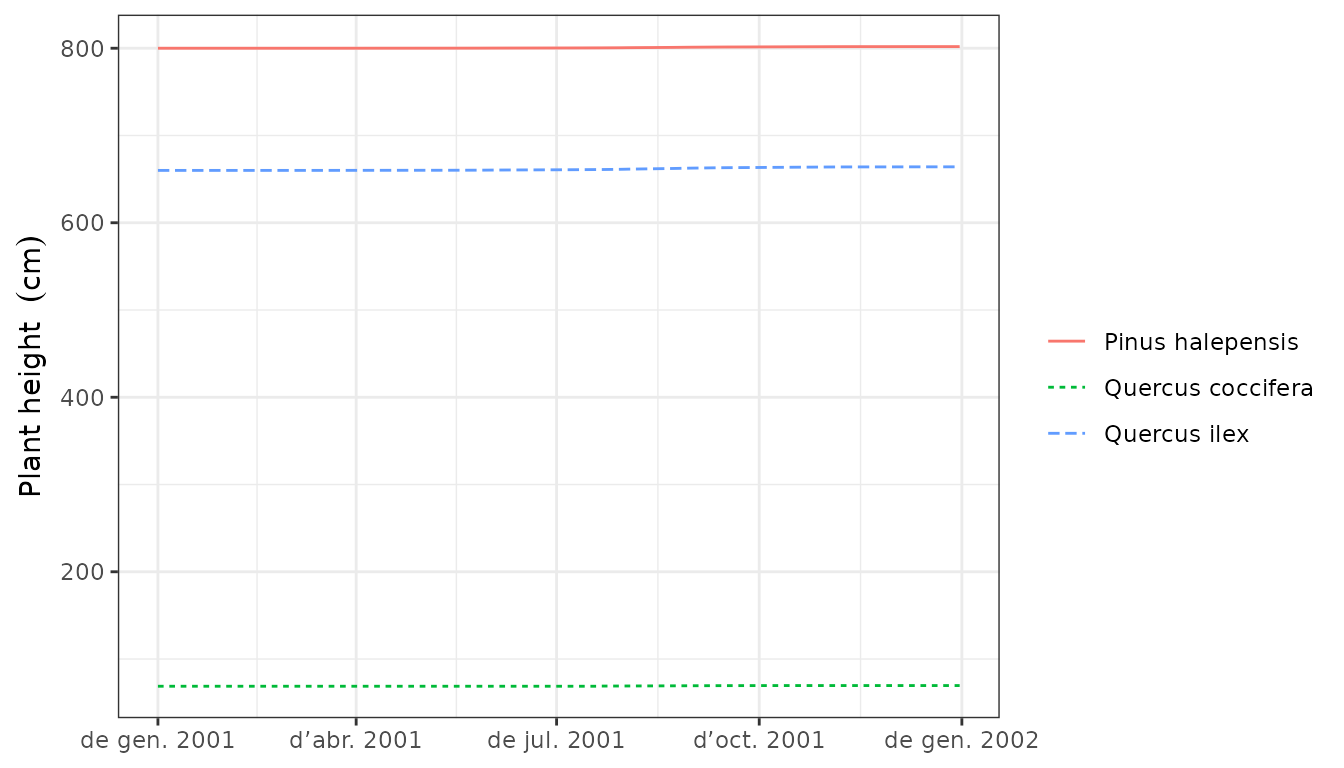 Plant height (cm)
800
600
400
200
de gen. 2001
d’abr. 2001
de jul. 2001
d’oct. 2001
de gen. 2002
Pinus halepensis
Quercus coccifera
Quercus ilex